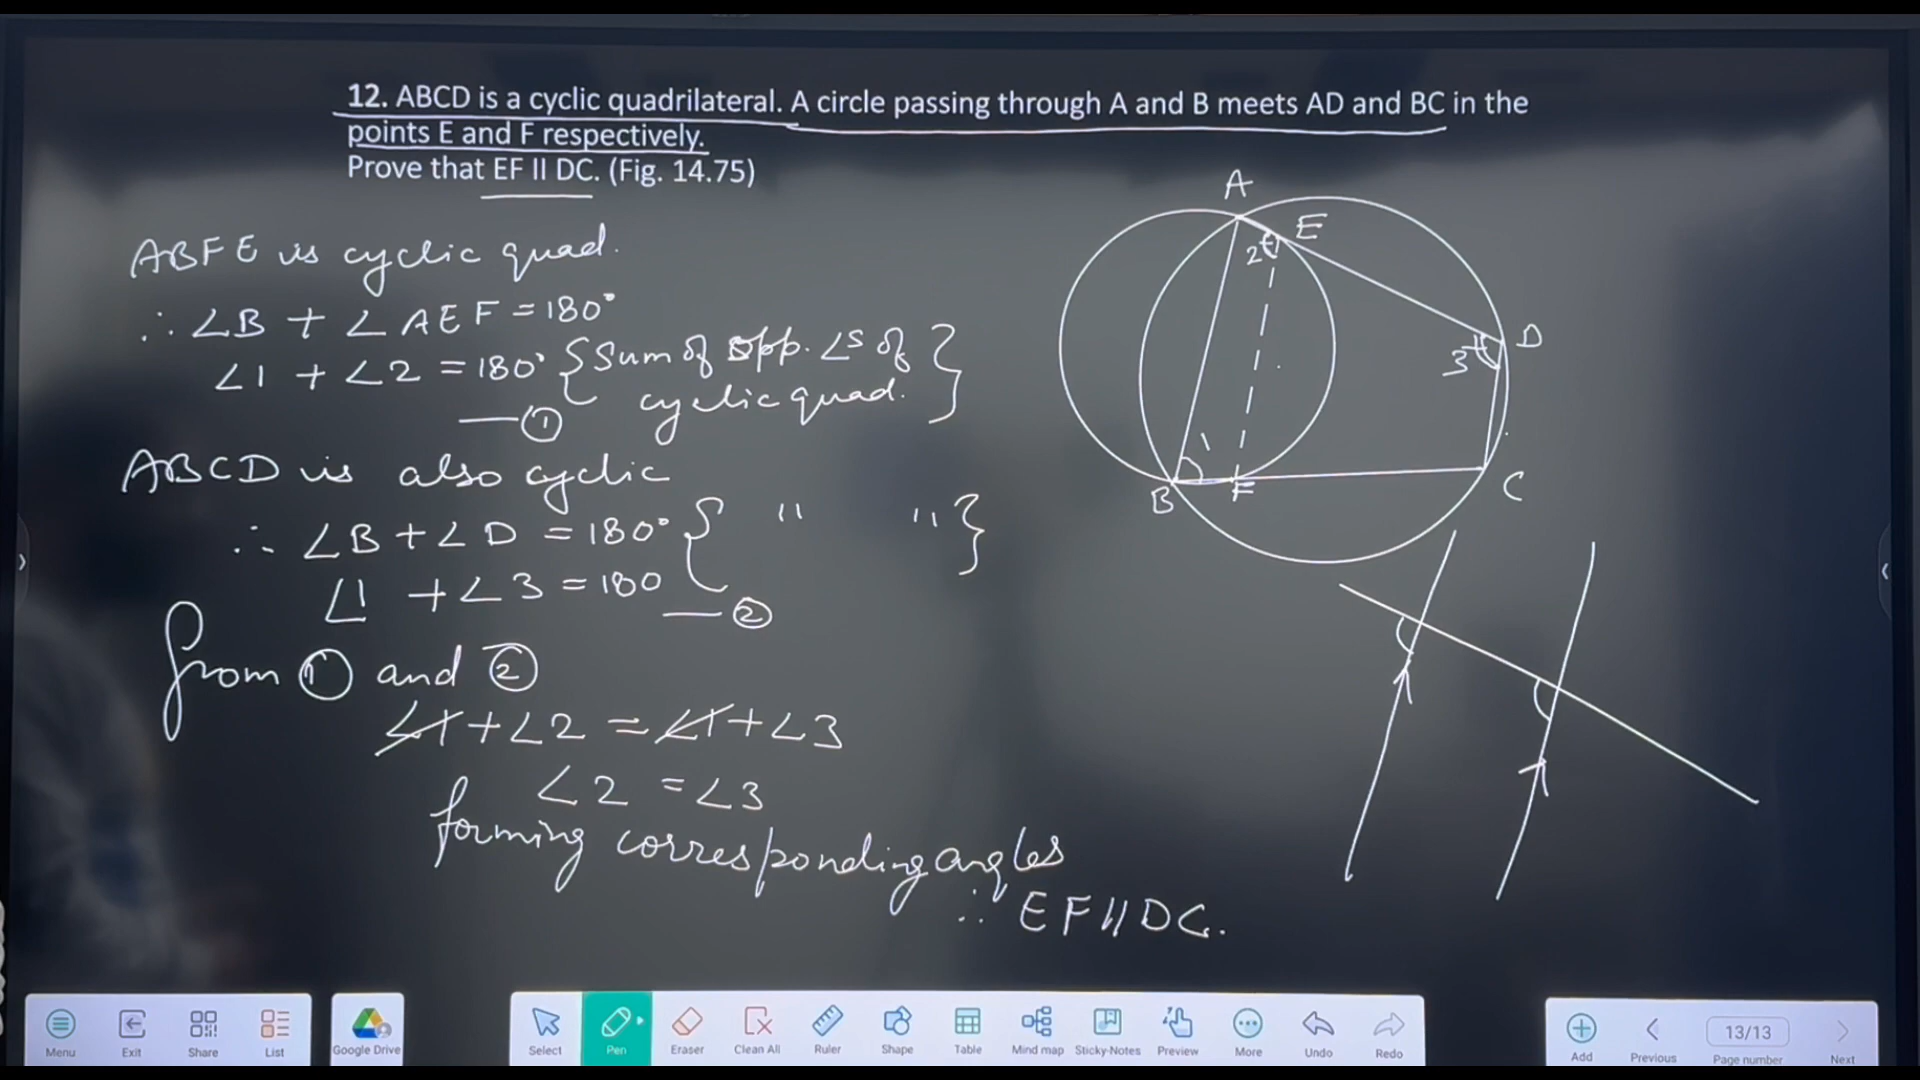 12. ABCD is a cyclic quadrilateral. A circle passing through A and B meets AD and BC in the
points E and F respectively.
Prove that EF II DC. (Fig. 14.75)
ABFE is cyclic quad.
∴ ∠B + ∠AEF = 180°
∠1 + ∠2 = 180° {Sum of opp. ∠s of
cyclic quad.}
—①
ABCD is also cyclic
∴ ∠B + ∠D = 180° { " " }
∠1 + ∠3 = 180
—②
from ① and ②
∠1 + ∠2 = ∠1 + ∠3
∠2 = ∠3
forming corresponding angles
∴ EF || DC.
A
E
2
D
3
1
B
F
C
Menu
Exit
Share
List
Google Drive
Select
Pen
Eraser
Clean All
Ruler
Shape
Table
Mind map
Sticky-Notes
Preview
More
Undo
Redo
Add
Previous
13/13
Page number
Next